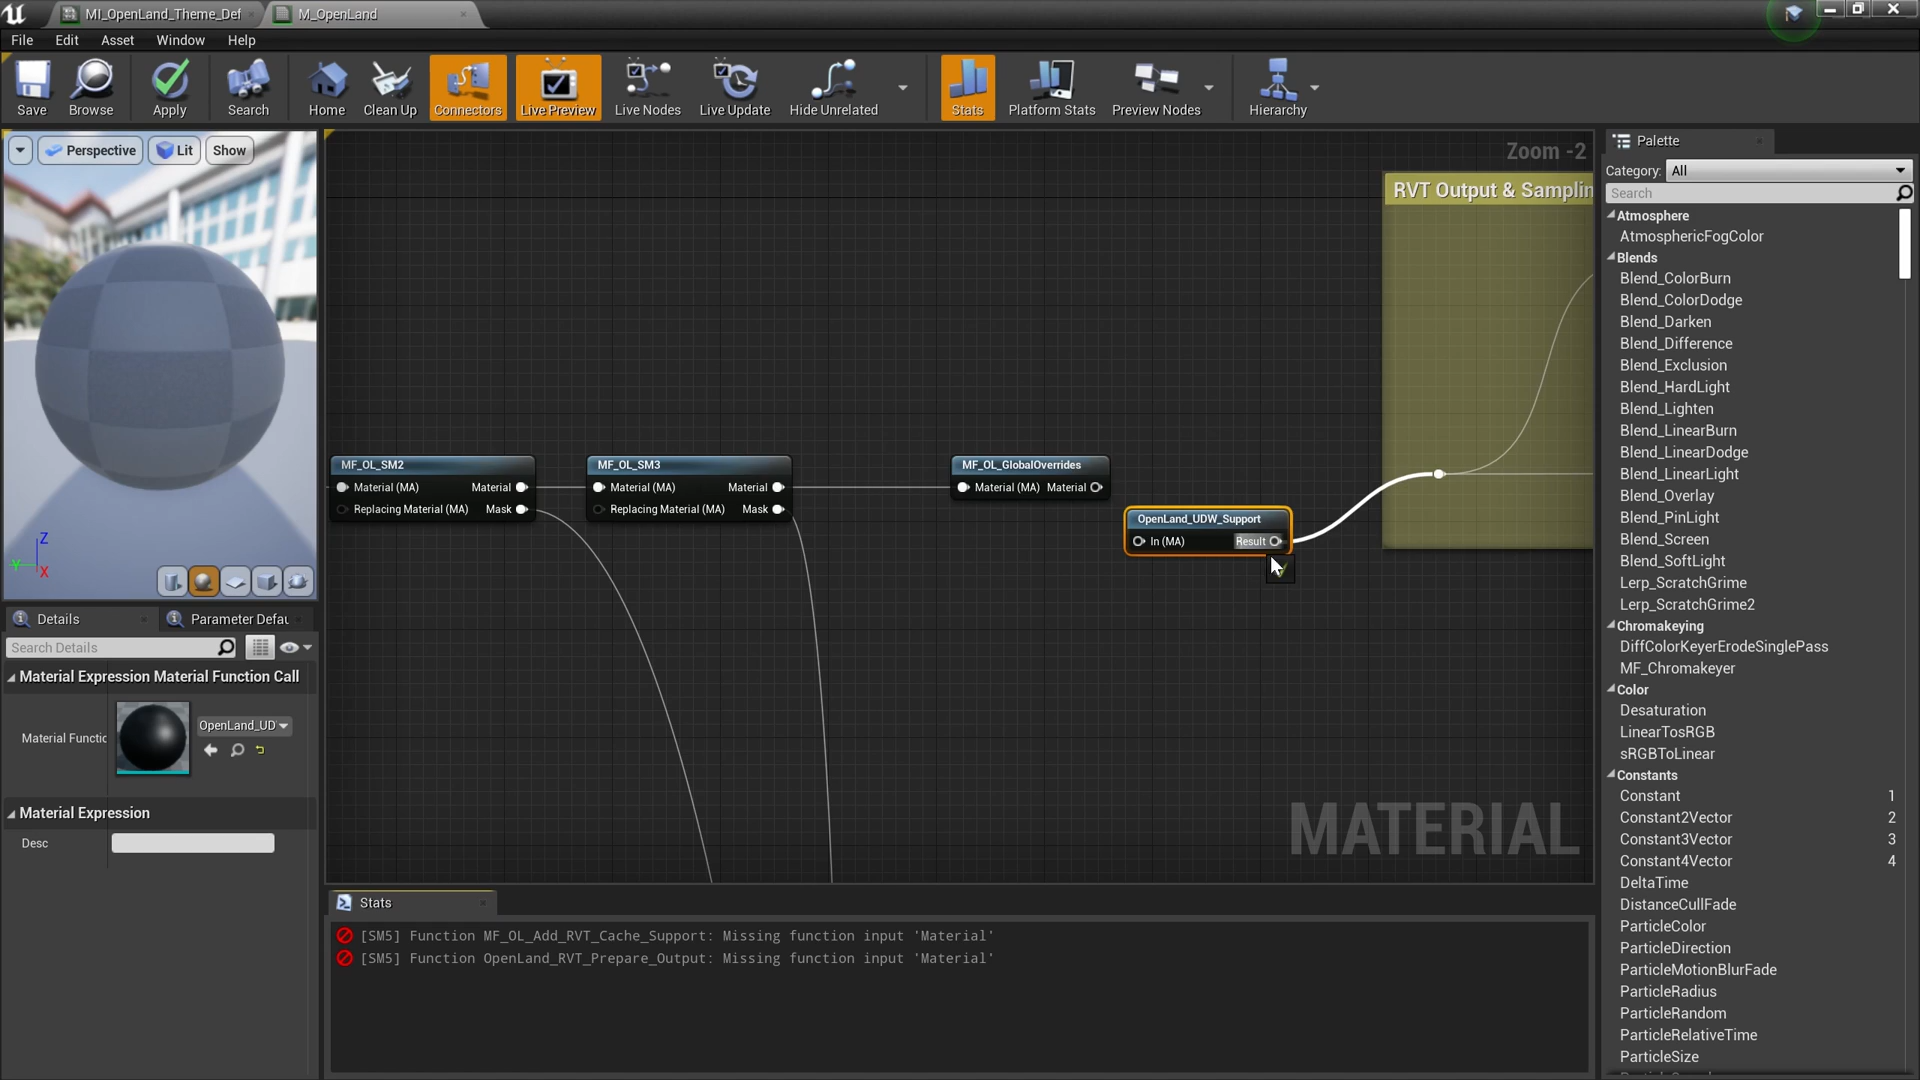 MI_OpenLand_Theme_Def
M_OpenLand
File Edit Asset Window Help
Save Browse Apply Search Home Clean Up Connectors Live Preview Live Nodes Live Update Hide Unrelated Stats Platform Stats Preview Nodes Hierarchy
Perspective Lit Show
Z
Y
X
Details Parameter Defau
Search Details
Material Expression Material Function Call
Material Functic
OpenLand_UD
Material Expression
Desc
Zoom -2
RVT Output & Samplin
MF_OL_SM2
Material (MA) Material
Replacing Material (MA) Mask
MF_OL_SM3
Material (MA) Material
Replacing Material (MA) Mask
MF_OL_GlobalOverrides
Material (MA) Material
OpenLand_UDW_Support
In (MA) Result
MATERIAL
Stats
[SM5] Function MF_OL_Add_RVT_Cache_Support: Missing function input 'Material'
[SM5] Function OpenLand_RVT_Prepare_Output: Missing function input 'Material'
Palette
Category: All
Search
Atmosphere
AtmosphericFogColor
Blends
Blend_ColorBurn
Blend_ColorDodge
Blend_Darken
Blend_Difference
Blend_Exclusion
Blend_HardLight
Blend_Lighten
Blend_LinearBurn
Blend_LinearDodge
Blend_LinearLight
Blend_Overlay
Blend_PinLight
Blend_Screen
Blend_SoftLight
Lerp_ScratchGrime
Lerp_ScratchGrime2
Chromakeying
DiffColorKeyerErodeSinglePass
MF_Chromakeyer
Color
Desaturation
LinearTosRGB
sRGBToLinear
Constants
Constant 1
Constant2Vector 2
Constant3Vector 3
Constant4Vector 4
DeltaTime
DistanceCullFade
ParticleColor
ParticleDirection
ParticleMotionBlurFade
ParticleRadius
ParticleRandom
ParticleRelativeTime
ParticleSize